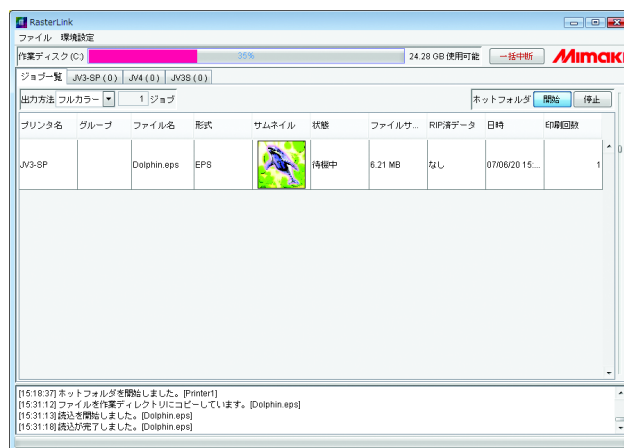 RasterLink
ファイル 環境設定
作業ディスク(C:) 35% 24.28 GB 使用可能 一括中断 Mimaki
ジョブ一覧 JV3-SP ( 0 ) JV4 ( 0 ) JV3S ( 0 )
出力方法 フルカラー 1 ジョブ ホットフォルダ 開始 停止
プリンタ名 グループ ファイル名 形式 サムネイル 状態 ファイルサ... RIP済データ 日時 印刷回数
JV3-SP Dolphin.eps EPS 待機中 6.21 MB なし 07/06/20 15:... 1
[15:18:37] ホットフォルダを開始しました。[Printer1]
[15:31:12] ファイルを作業ディレクトリにコピーしています。[Dolphin.eps]
[15:31:13] 読込を開始しました。[Dolphin.eps]
[15:31:18] 読込が完了しました。[Dolphin.eps]